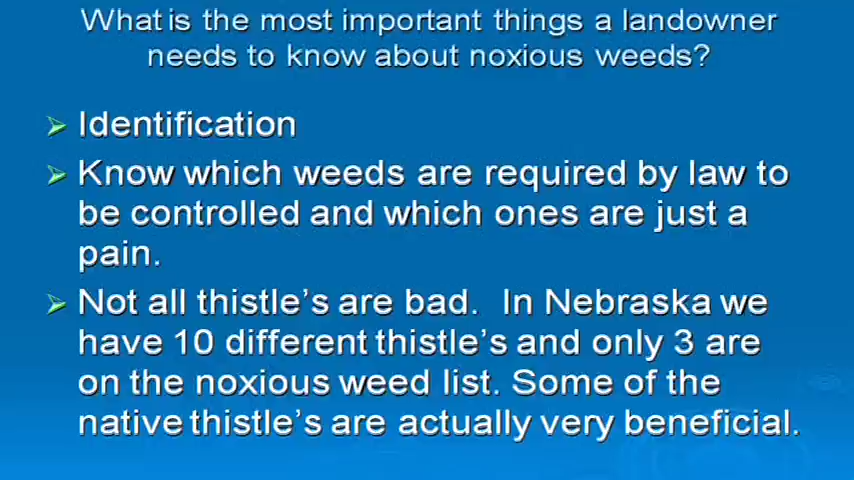 What is the most important things a landowner
needs to know about noxious weeds?
Identification
Know which weeds are required by law to
be controlled and which ones are just a
pain.
Not all thistle's are bad. In Nebraska we
have 10 different thistle's and only 3 are
on the noxious weed list. Some of the
native thistle's are actually very beneficial.